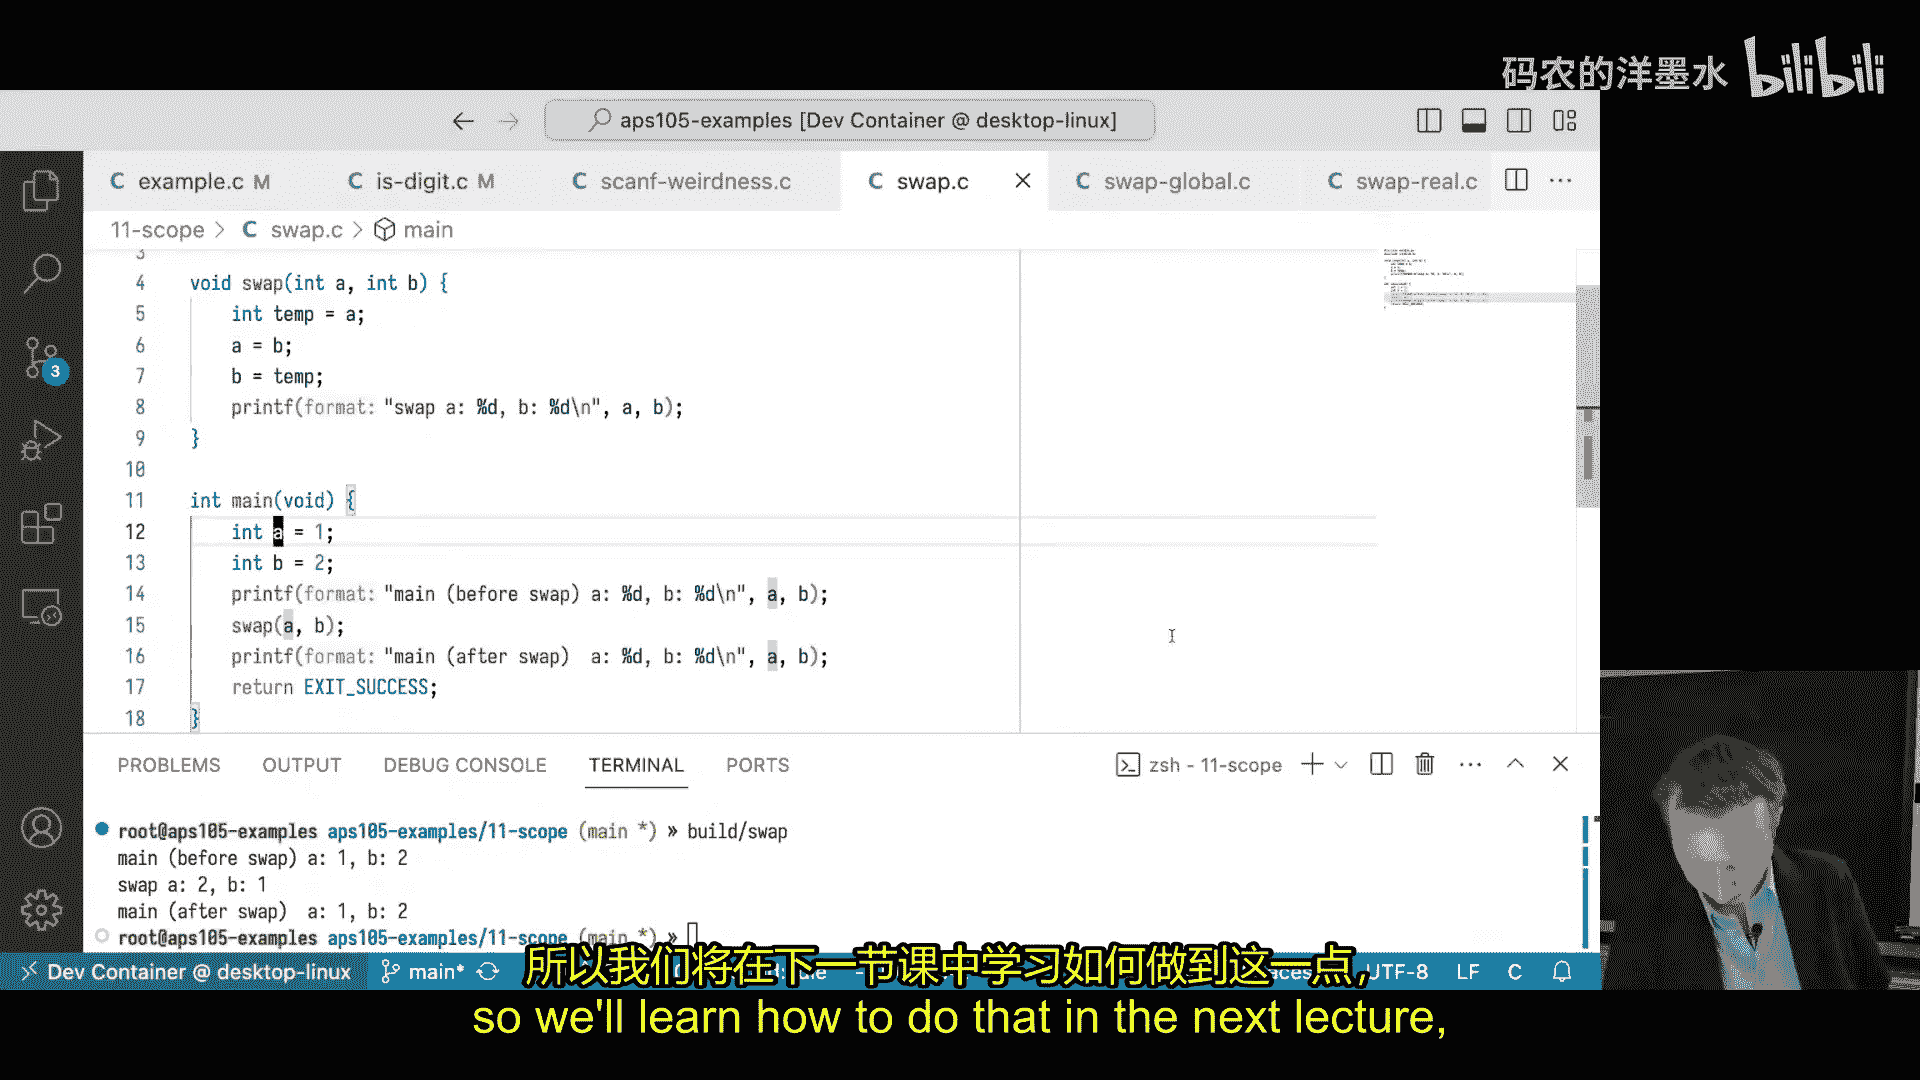 码农的洋墨水 bilibili
aps105-examples [Dev Container @ desktop-linux]
C example.c M C is-digit.c M C scanf-weirdness.c C swap.c C swap-global.c C swap-real.c
11-scope > C swap.c > main
3
4 void swap(int a, int b) {
5 int temp = a;
6 a = b;
7 b = temp;
8 printf(format: "swap a: %d, b: %d\n", a, b);
9 }
10
11 int main(void) {
12 int a = 1;
13 int b = 2;
14 printf(format: "main (before swap) a: %d, b: %d\n", a, b);
15 swap(a, b);
16 printf(format: "main (after swap)  a: %d, b: %d\n", a, b);
17 return EXIT_SUCCESS;
18 }
3
PROBLEMS OUTPUT DEBUG CONSOLE TERMINAL PORTS zsh - 11-scope
root@aps105-examples aps105-examples/11-scope (main *) » build/swap
main (before swap) a: 1, b: 2
swap a: 2, b: 1
main (after swap)  a: 1, b: 2
root@aps105-examples aps105-examples/11-scope (main *) »
Dev Container @ desktop-linux main* UTF-8 LF C
所以我们将在下一节课中学习如何做到这一点,
so we'll learn how to do that in the next lecture,